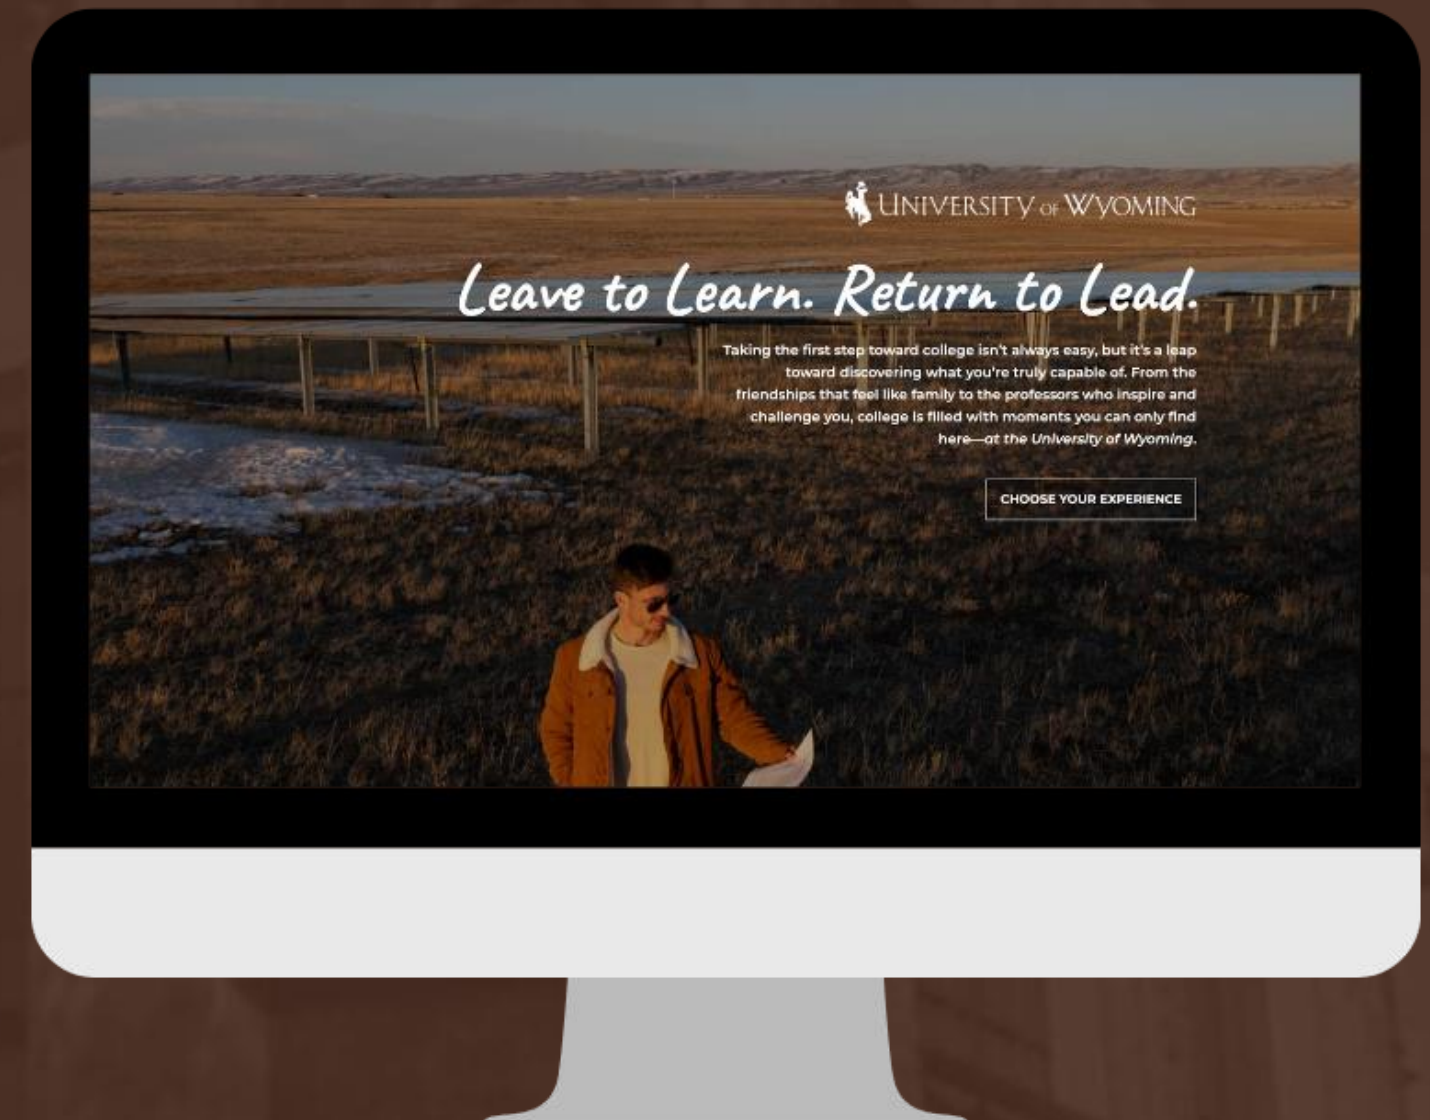 UNIVERSITY OF WYOMING
Leave to Learn. Return to Lead.
Taking the first step toward college isn't always easy, but it's a leap
toward discovering what you're truly capable of. From the
friendships that feel like family to the professors who inspire and
challenge you, college is filled with moments you can only find
here—at the University of Wyoming.
CHOOSE YOUR EXPERIENCE